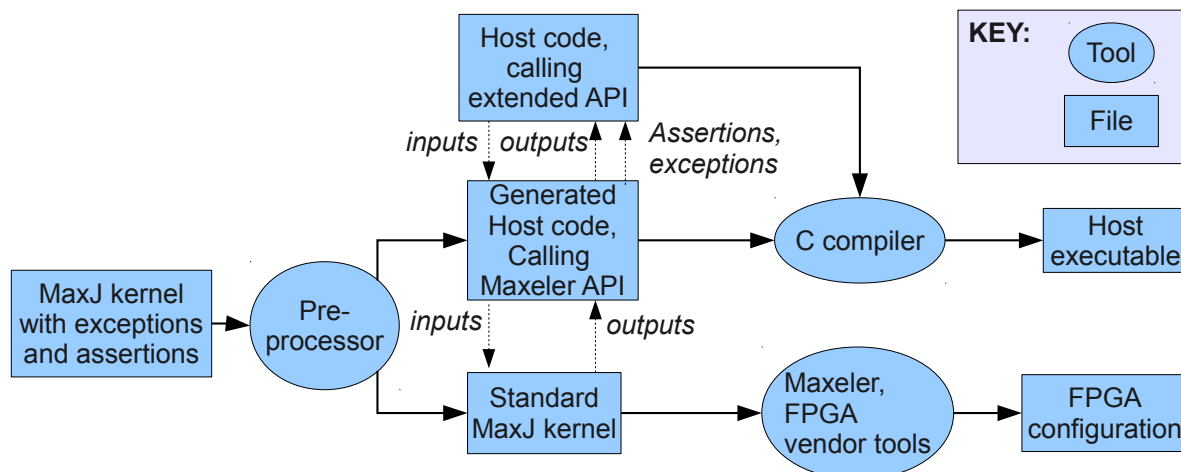 Host code,
calling
extended API
KEY:
Tool
File
inputs
outputs
Assertions,
exceptions
Generated
Host code,
Calling
Maxeler API
C compiler
Host
executable
MaxJ kernel
with exceptions
and assertions
Pre-
processor
inputs
outputs
Standard
MaxJ kernel
Maxeler,
FPGA
vendor tools
FPGA
configuration